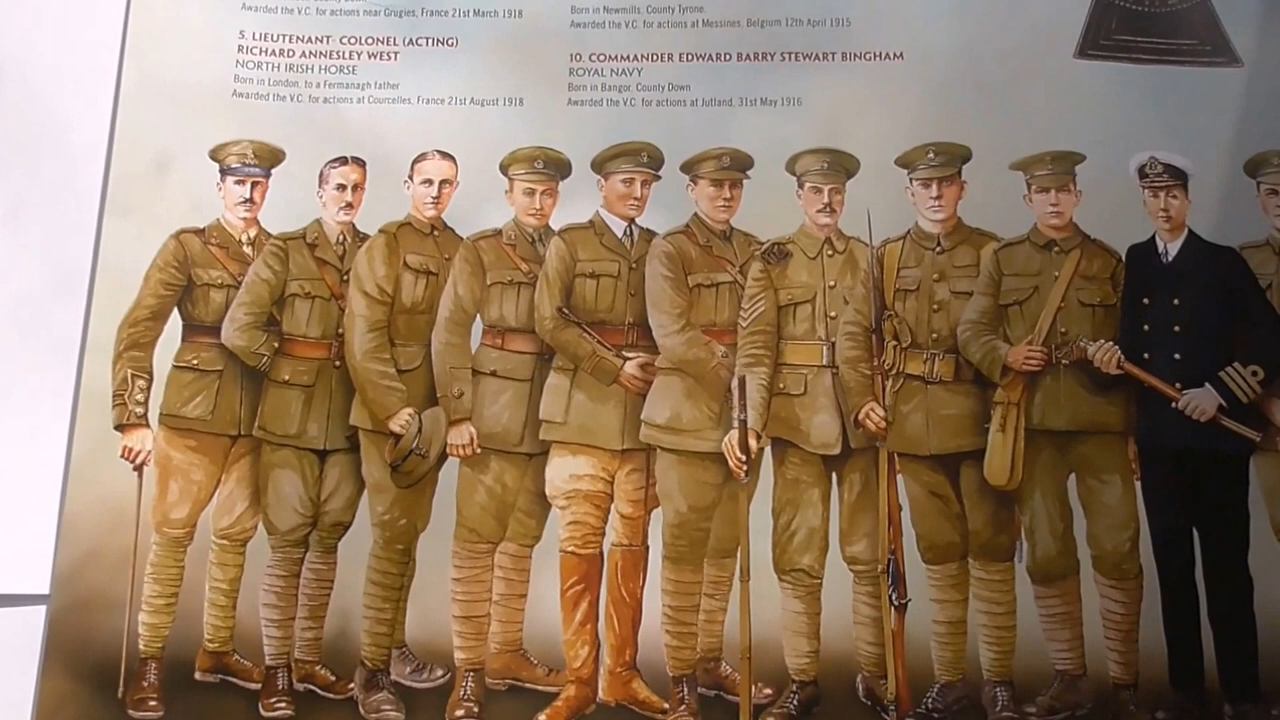 Awarded the V.C. for actions near Grugies, France 21st March 1918
5. LIEUTENANT COLONEL (ACTING)
RICHARD ANNESLEY WEST
NORTH IRISH HORSE
Born in London, to a Fermanagh father
Awarded the V.C. for actions at Courcelles, France 21st August 1918
Born in Newmills, County Tyrone.
Awarded the V.C. for actions at Messines, Belgium 12th April 1915
10. COMMANDER EDWARD BARRY STEWART BINGHAM
ROYAL NAVY
Born in Bangor, County Down
Awarded the V.C. for actions at Jutland, 31st May 1916